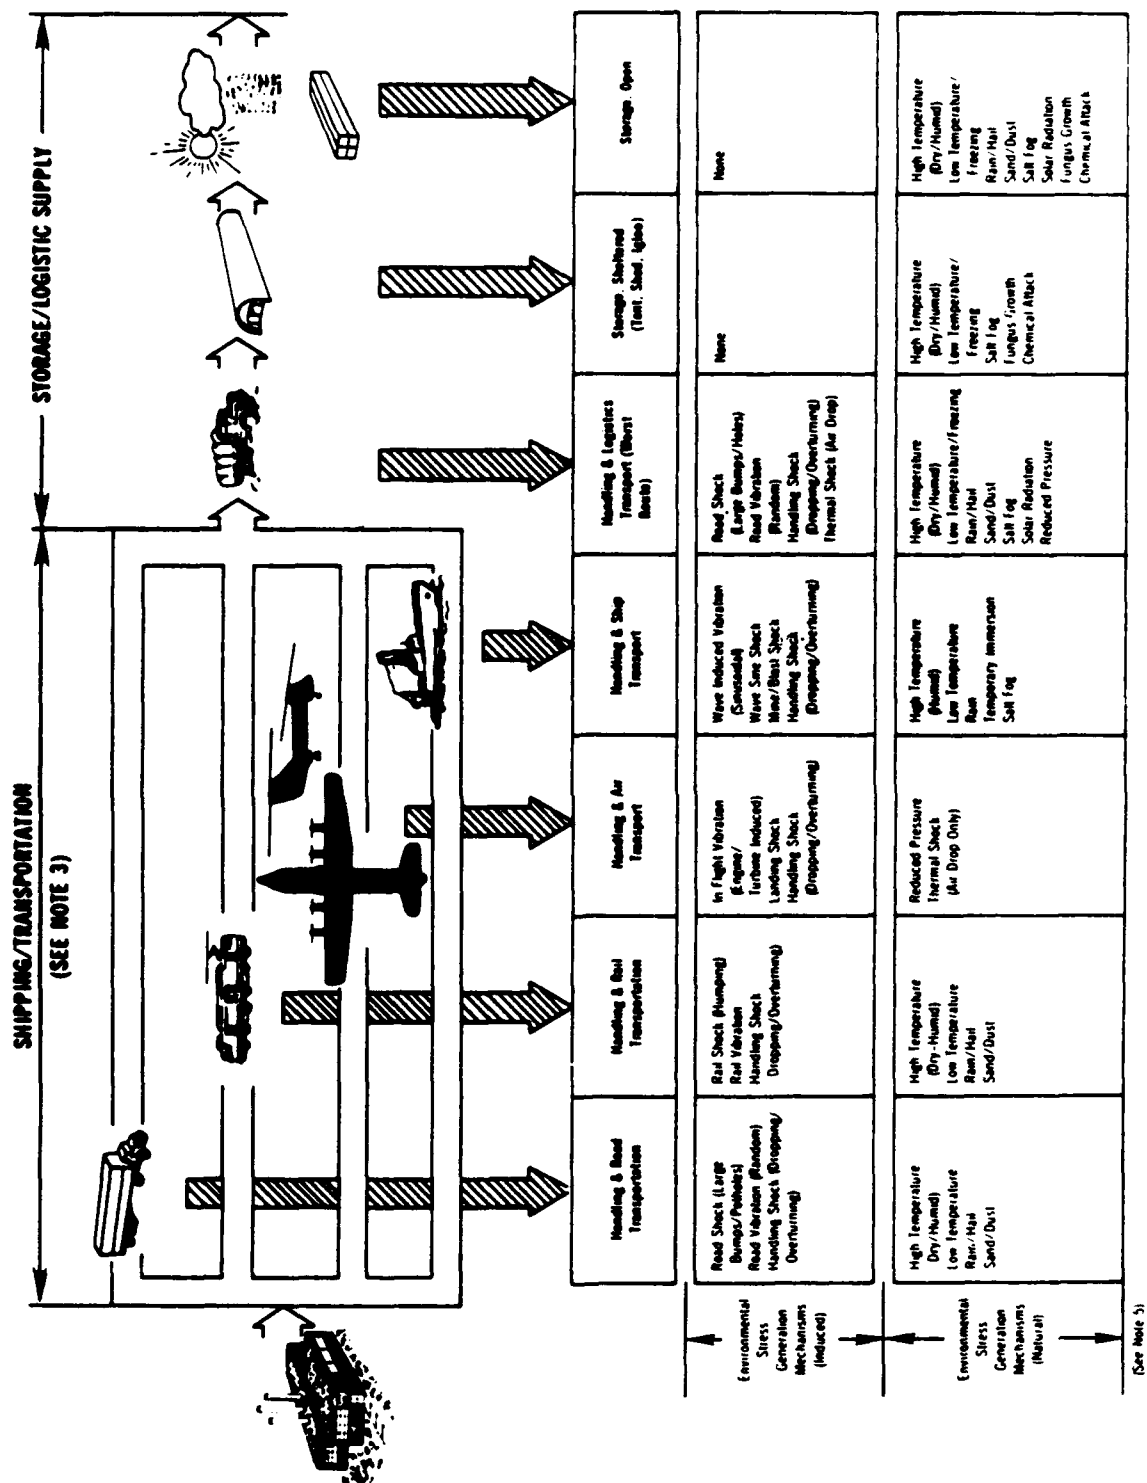 SHIPPING/TRANSPORTATION
(SEE NOTE 3)
STORAGE/LOGISTIC SUPPLY
Handling & Road
Transportation
Handling & Rail
Transportation
Handling & Air
Transport
Handling & Ship
Transport
Handling & Logistics
Transport (Worst
Route)
Storage, Sheltered
(Tent, Shed, Igloo)
Storage, Open
Environmental
Stress
Generation
Mechanisms
(Induced)
Road Shock (Large
Bumps/Potholes)
Road Vibration (Random)
Handling Shock (Dropping/
Overturning)
Rail Shock (Humping)
Rail Vibration
Handling Shock
Dropping/Overturning)
In Flight Vibration
(Engine/
Turbine Induced)
Landing Shock
Handling Shock
(Dropping/Overturning)
Wave Induced Vibration
(Sinusoidal)
Wave Sine Shock
Mine/Blast Shock
Handling Shock
(Dropping/Overturning)
Road Shock
(Large Bumps/Holes)
Road Vibration
(Random)
Handling Shock
(Dropping/Overturning)
Thermal Shock (Air Drop)
None
None
Environmental
Stress
Generation
Mechanisms
(Natural)
High Temperature
Dry/Humid)
Low Temperature
Rain/Hail
Sand/Dust
High Temperature
(Dry-Humid)
Low Temperature
Rain/Hail
Sand/Dust
Reduced Pressure
Thermal Shock
(Air Drop Only)
High Temperature
(Humid)
Low Temperature
Rain
Temporary Immersion
Salt Fog
High Temperature
(Dry/Humid)
Low Temperature/Freezing
Rain/Hail
Sand/Dust
Salt Fog
Solar Radiation
Reduced Pressure
High Temperature
(Dry/Humid)
Low Temperature/
Freezing
Salt Fog
Fungus Growth
Chemical Attack
High Temperature
(Dry/Humid)
Low Temperature/
Freezing
Rain/Hail
Sand/Dust
Salt Fog
Solar Radiation
Fungus Growth
Chemical Attack
(See Note 5)